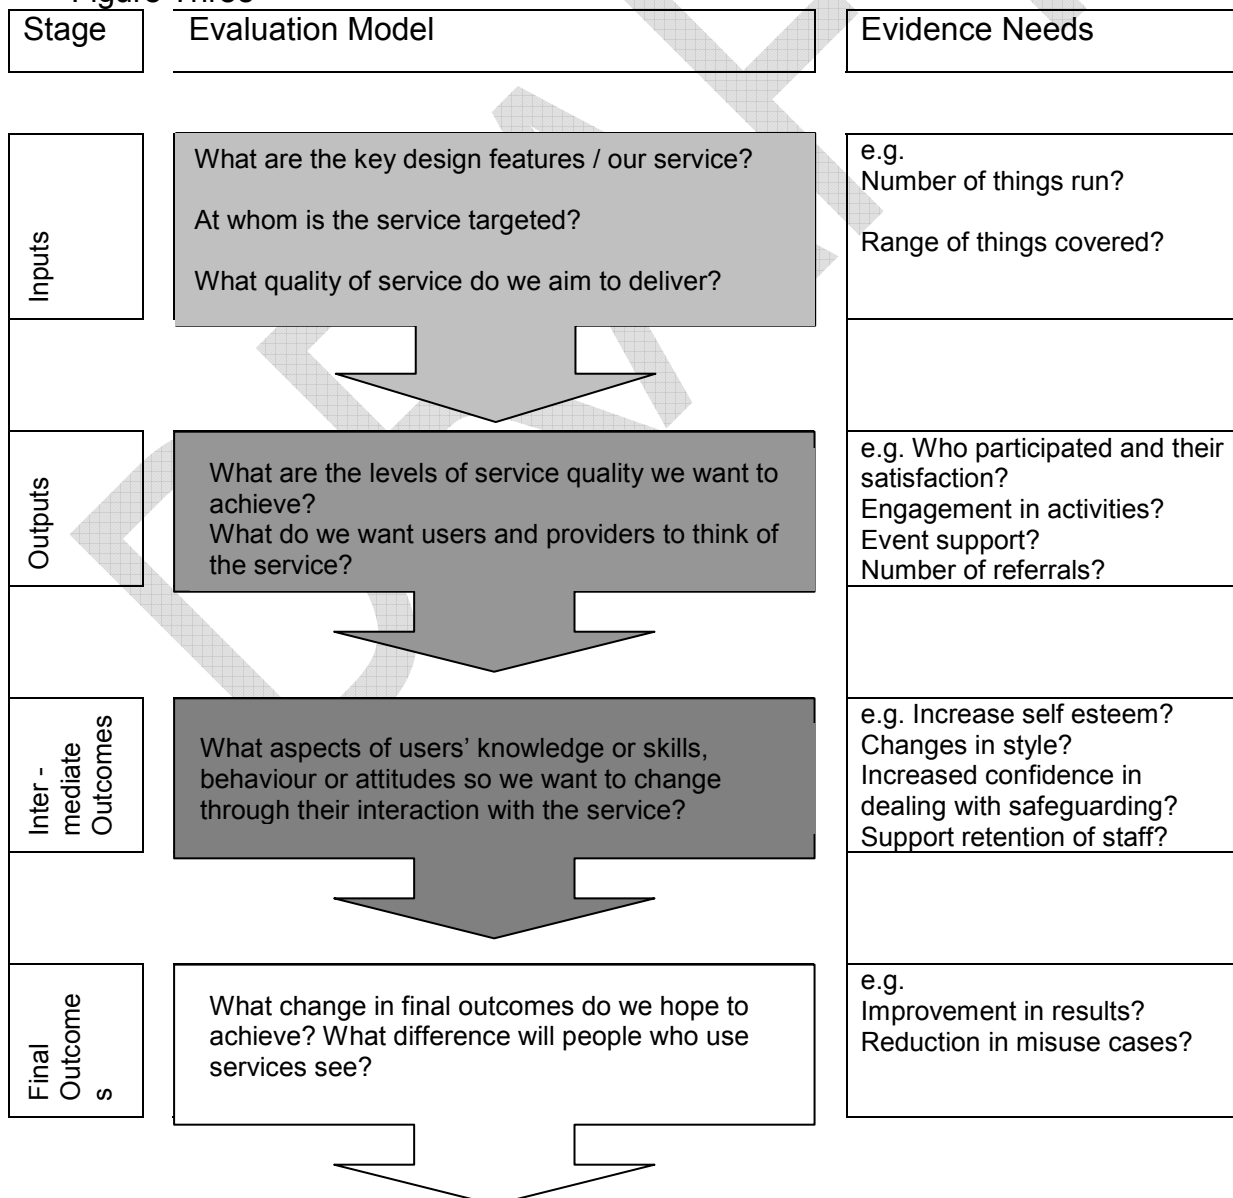 Figure Three
Stage
Evaluation Model
Evidence Needs
Inputs
What are the key design features / our service?
At whom is the service targeted?
What quality of service do we aim to deliver?
e.g.
Number of things run?
Range of things covered?
Outputs
What are the levels of service quality we want to
achieve?
What do we want users and providers to think of
the service?
e.g. Who participated and their
satisfaction?
Engagement in activities?
Event support?
Number of referrals?
Inter -
mediate
Outcomes
What aspects of users’ knowledge or skills,
behaviour or attitudes so we want to change
through their interaction with the service?
e.g. Increase self esteem?
Changes in style?
Increased confidence in
dealing with safeguarding?
Support retention of staff?
Final
Outcome
s
What change in final outcomes do we hope to
achieve? What difference will people who use
services see?
e.g.
Improvement in results?
Reduction in misuse cases?